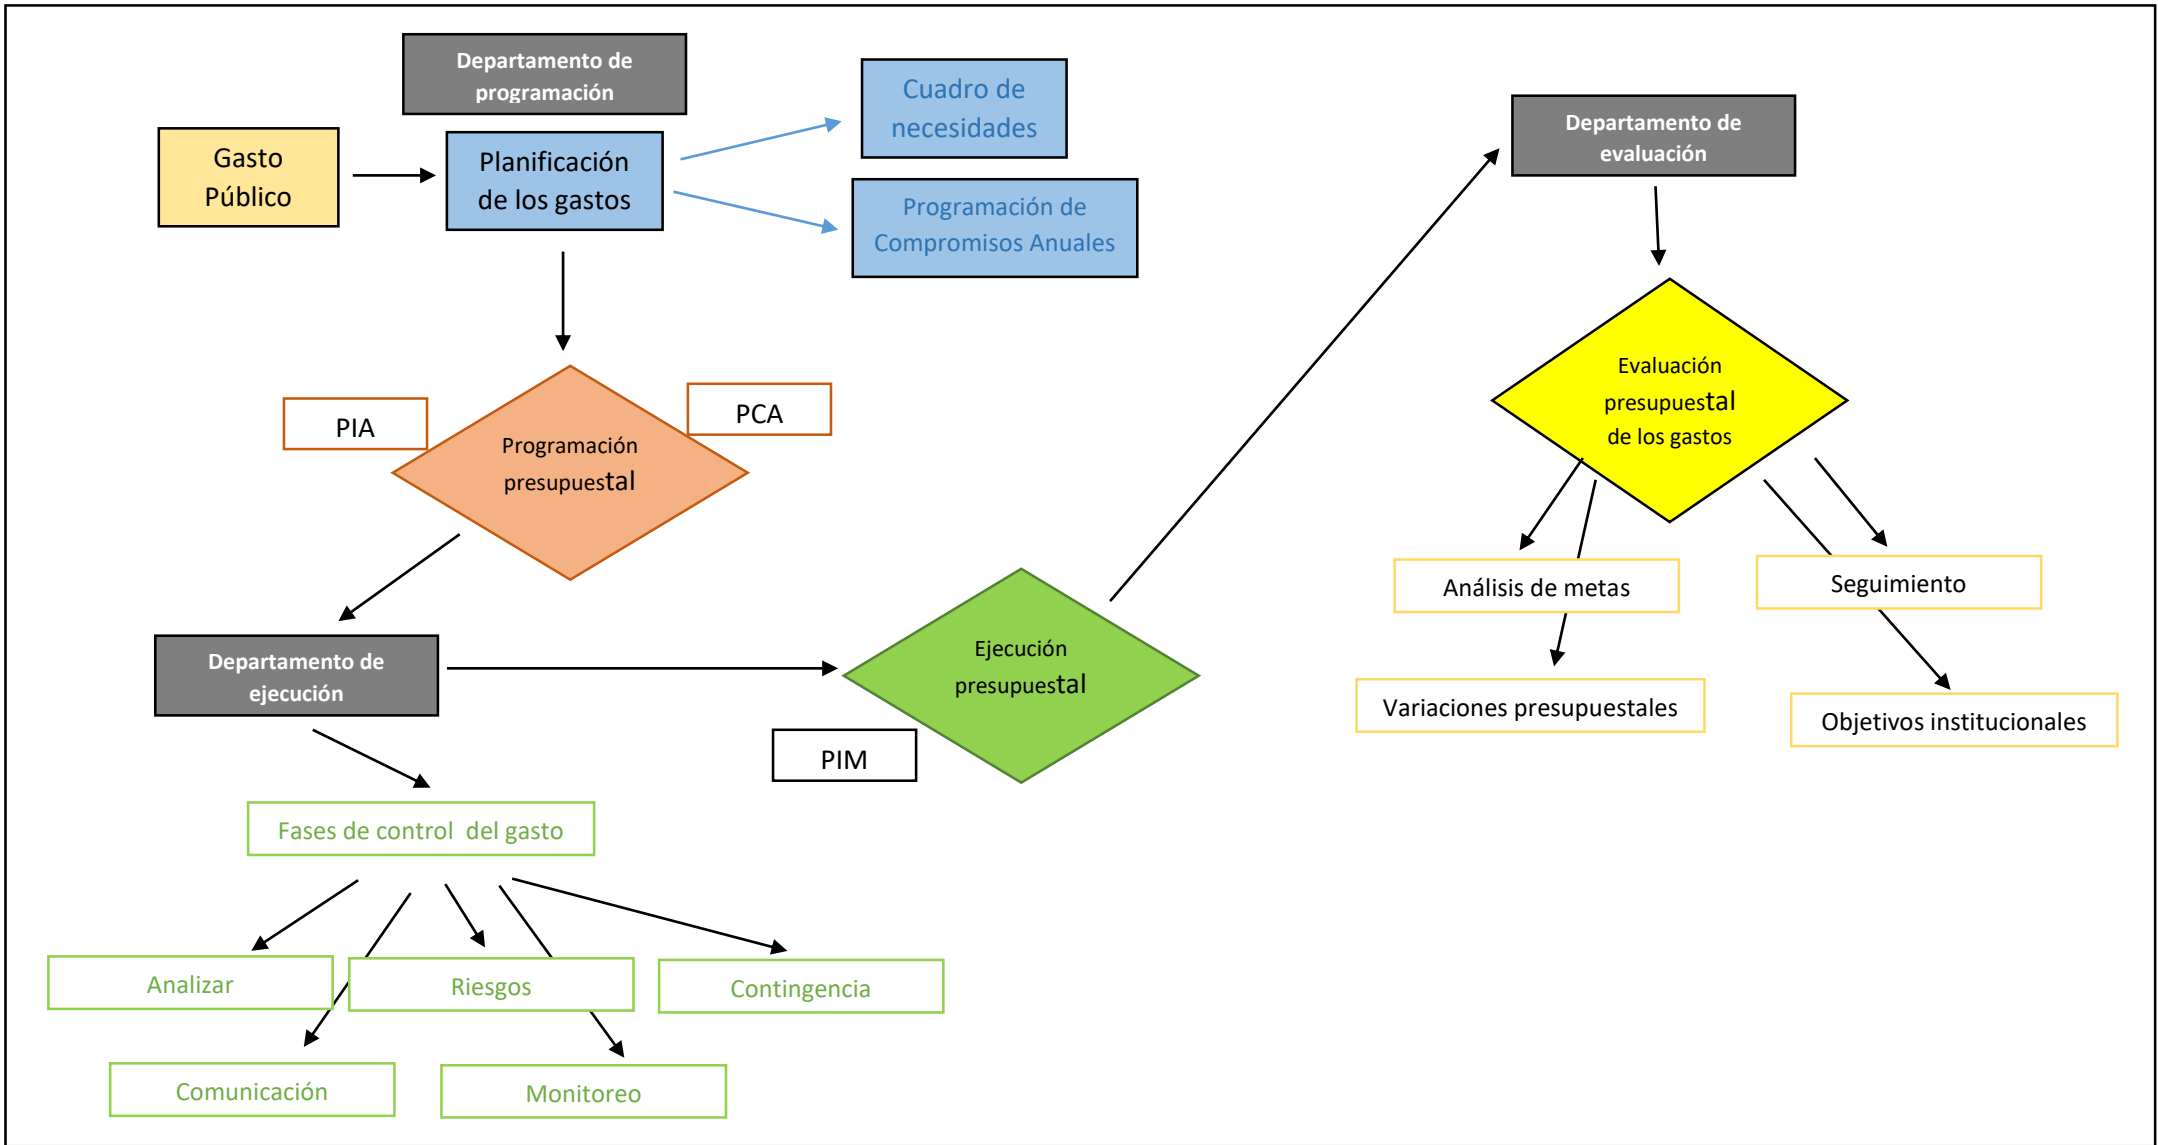 Departamento de
programación
Gasto
Público
Planificación
de los gastos
Cuadro de
necesidades
Programación de
Compromisos Anuales
PIA
PCA
Programación
presupuestal
Departamento de
ejecución
Ejecución
presupuestal
PIM
Fases de control  del gasto
Analizar
Riesgos
Contingencia
Comunicación
Monitoreo
Departamento de
evaluación
Evaluación
presupuestal
de los gastos
Análisis de metas
Seguimiento
Variaciones presupuestales
Objetivos institucionales